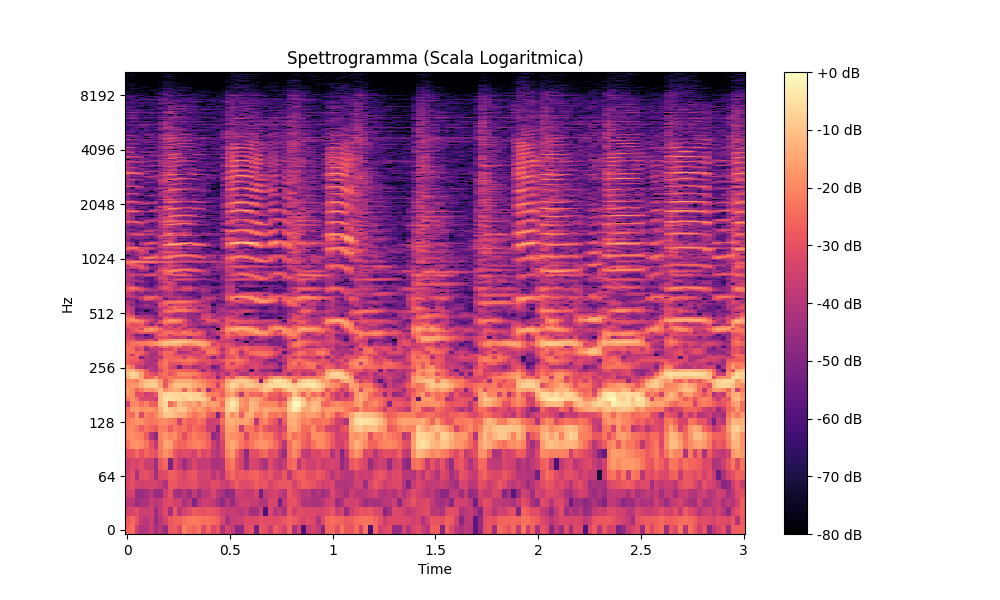 Spettrogramma (Scala Logaritmica)
8192
4096
2048
1024
512
256
128
64
0
Hz
0
0.5
1
1.5
2
2.5
3
Time
+0 dB
-10 dB
-20 dB
-30 dB
-40 dB
-50 dB
-60 dB
-70 dB
-80 dB